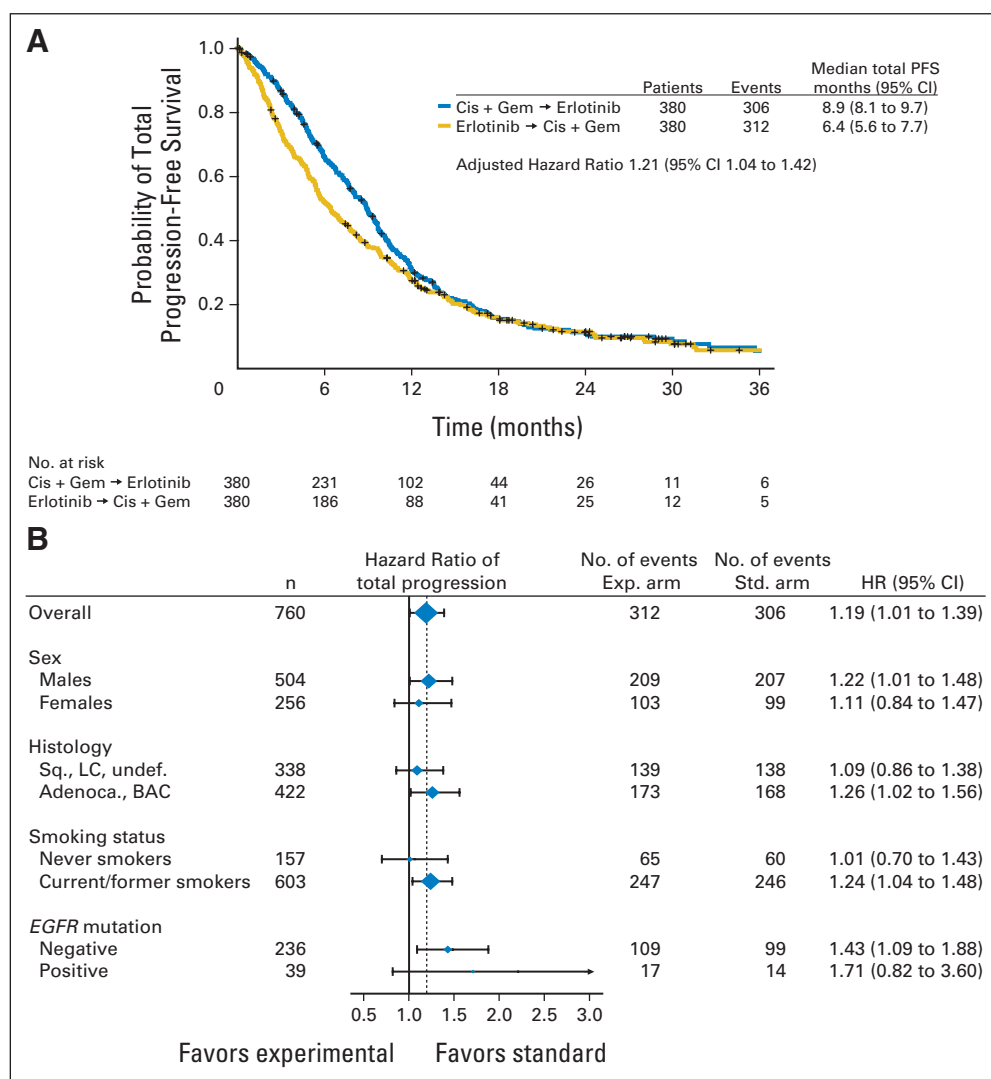 A
Probability of Total
Progression-Free Survival
1.0
0.8
0.6
0.4
0.2
0 6 12 18 24 30 36
Time (months)
Patients Events Median total PFS months (95% CI)
Cis + Gem → Erlotinib 380 306 8.9 (8.1 to 9.7)
Erlotinib → Cis + Gem 380 312 6.4 (5.6 to 7.7)
Adjusted Hazard Ratio 1.21 (95% CI 1.04 to 1.42)
No. at risk
Cis + Gem → Erlotinib 380 231 102 44 26 11 6
Erlotinib → Cis + Gem 380 186 88 41 25 12 5
B
n Hazard Ratio of total progression No. of events Exp. arm No. of events Std. arm HR (95% CI)
Overall 760 312 306 1.19 (1.01 to 1.39)
Sex
Males 504 209 207 1.22 (1.01 to 1.48)
Females 256 103 99 1.11 (0.84 to 1.47)
Histology
Sq., LC, undef. 338 139 138 1.09 (0.86 to 1.38)
Adenoca., BAC 422 173 168 1.26 (1.02 to 1.56)
Smoking status
Never smokers 157 65 60 1.01 (0.70 to 1.43)
Current/former smokers 603 247 246 1.24 (1.04 to 1.48)
EGFR mutation
Negative 236 109 99 1.43 (1.09 to 1.88)
Positive 39 17 14 1.71 (0.82 to 3.60)
0.5 1.0 1.5 2.0 2.5 3.0
Favors experimental Favors standard